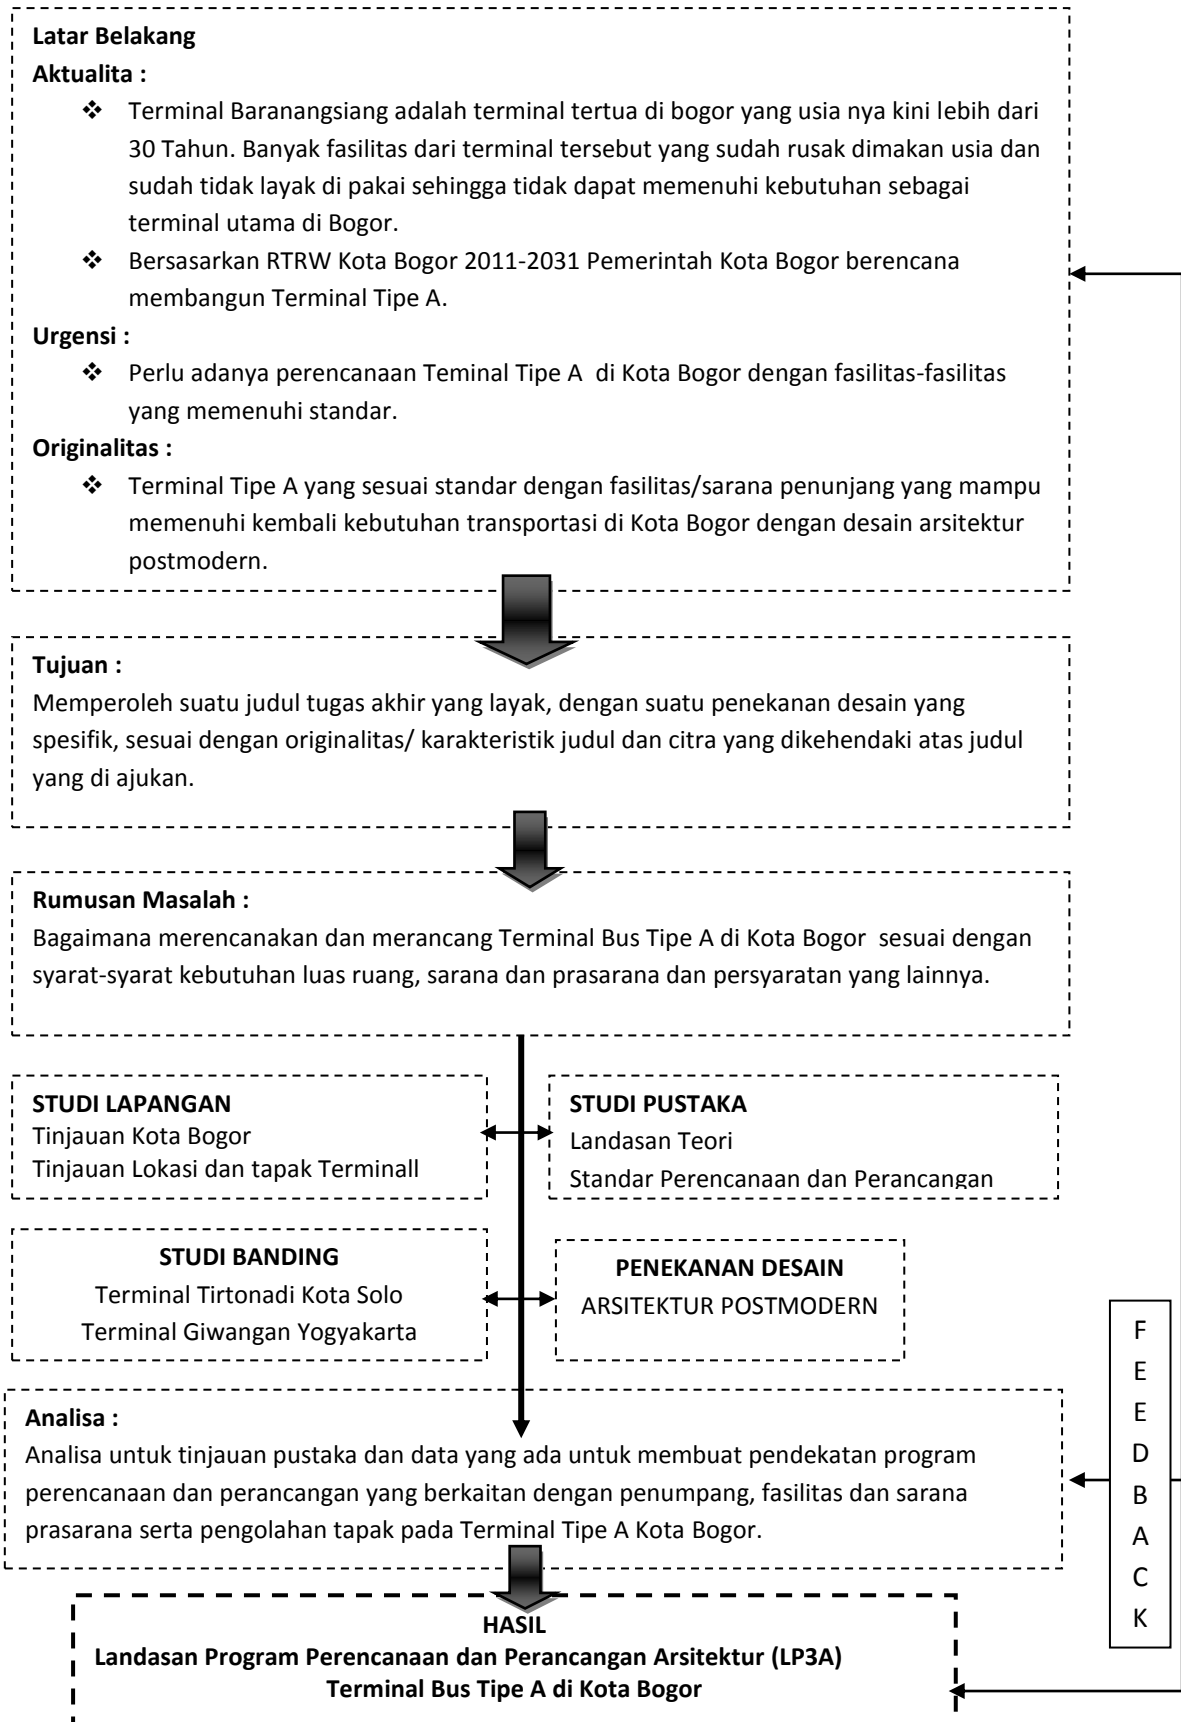 Latar Belakang
Aktualita :
❖ Terminal Baranangsiang adalah terminal tertua di bogor yang usia nya kini lebih dari
30 Tahun. Banyak fasilitas dari terminal tersebut yang sudah rusak dimakan usia dan
sudah tidak layak di pakai sehingga tidak dapat memenuhi kebutuhan sebagai
terminal utama di Bogor.
❖ Bersasarkan RTRW Kota Bogor 2011-2031 Pemerintah Kota Bogor berencana
membangun Terminal Tipe A.
Urgensi :
❖ Perlu adanya perencanaan Teminal Tipe A di Kota Bogor dengan fasilitas-fasilitas
yang memenuhi standar.
Originalitas :
❖ Terminal Tipe A yang sesuai standar dengan fasilitas/sarana penunjang yang mampu
memenuhi kembali kebutuhan transportasi di Kota Bogor dengan desain arsitektur
postmodern.
Tujuan :
Memperoleh suatu judul tugas akhir yang layak, dengan suatu penekanan desain yang
spesifik, sesuai dengan originalitas/ karakteristik judul dan citra yang dikehendaki atas judul
yang di ajukan.
Rumusan Masalah :
Bagaimana merencanakan dan merancang Terminal Bus Tipe A di Kota Bogor sesuai dengan
syarat-syarat kebutuhan luas ruang, sarana dan prasarana dan persyaratan yang lainnya.
STUDI LAPANGAN
Tinjauan Kota Bogor
Tinjauan Lokasi dan tapak Terminall
STUDI PUSTAKA
Landasan Teori
Standar Perencanaan dan Perancangan
STUDI BANDING
Terminal Tirtonadi Kota Solo
Terminal Giwangan Yogyakarta
PENEKANAN DESAIN
ARSITEKTUR POSTMODERN
Analisa :
Analisa untuk tinjauan pustaka dan data yang ada untuk membuat pendekatan program
perencanaan dan perancangan yang berkaitan dengan penumpang, fasilitas dan sarana
prasarana serta pengolahan tapak pada Terminal Tipe A Kota Bogor.
F
E
E
D
B
A
C
K
HASIL
Landasan Program Perencanaan dan Perancangan Arsitektur (LP3A)
Terminal Bus Tipe A di Kota Bogor